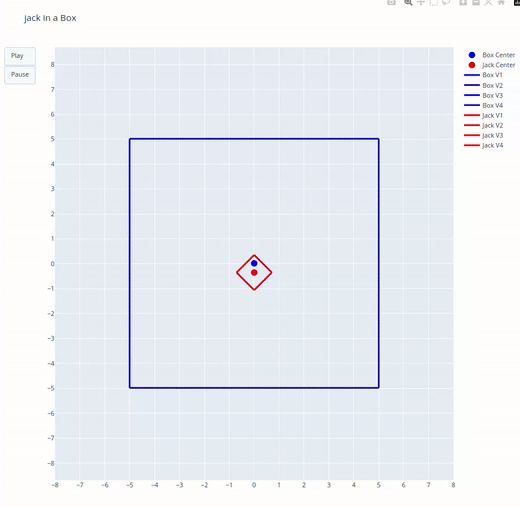 jack in a Box
Play
Pause
Box Center
Jack Center
Box V1
Box V2
Box V3
Box V4
Jack V1
Jack V2
Jack V3
Jack V4
8
7
6
5
4
3
2
1
0
−1
−2
−3
−4
−5
−6
−7
−8
−8 −7 −6 −5 −4 −3 −2 −1 0 1 2 3 4 5 6 7 8